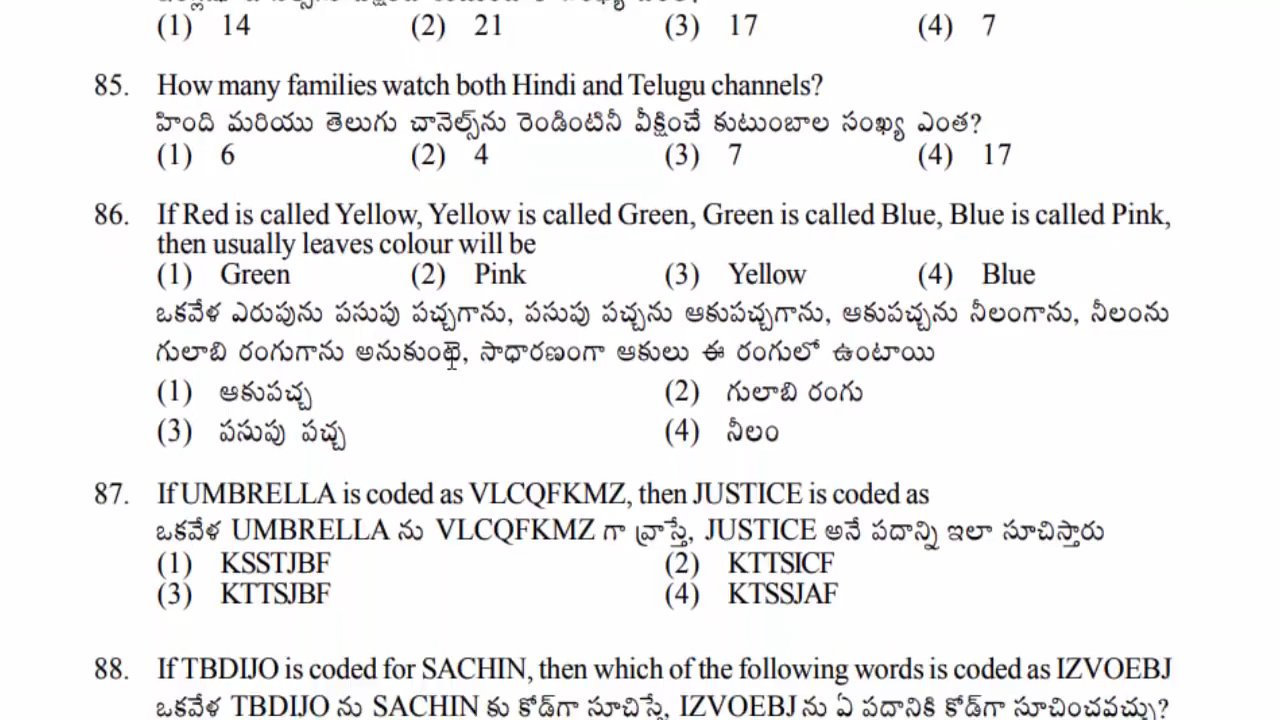 (1) 14 (2) 21 (3) 17 (4) 7
85. How many families watch both Hindi and Telugu channels?
హింది మరియు తెలుగు చానెల్స్‌ను రెండింటినీ వీక్షించే కుటుంబాల సంఖ్య ఎంత?
(1) 6 (2) 4 (3) 7 (4) 17
86. If Red is called Yellow, Yellow is called Green, Green is called Blue, Blue is called Pink,
then usually leaves colour will be
(1) Green (2) Pink (3) Yellow (4) Blue
ఒకవేళ ఎరుపును పసుపు పచ్చగాను, పసుపు పచ్చను ఆకుపచ్చగాను, ఆకుపచ్చను నీలంగాను, నీలంను
గులాబి రంగుగాను అనుకుంటే, సాధారణంగా ఆకులు ఈ రంగులో ఉంటాయి
(1) ఆకుపచ్చ (2) గులాబి రంగు
(3) పసుపు పచ్చ (4) నీలం
87. If UMBRELLA is coded as VLCQFKMZ, then JUSTICE is coded as
ఒకవేళ UMBRELLA ను VLCQFKMZ గా వ్రాస్తే, JUSTICE అనే పదాన్ని ఇలా సూచిస్తారు
(1) KSSTJBF (2) KTTSICF
(3) KTTSJBF (4) KTSSJAF
88. If TBDIJO is coded for SACHIN, then which of the following words is coded as IZVOEBJ
ఒకవేళ TBDIJO ను SACHIN కు కోడ్‌గా సూచిస్తే, IZVOEBJ ను ఏ పదానికి కోడ్‌గా సూచించవచ్చు?